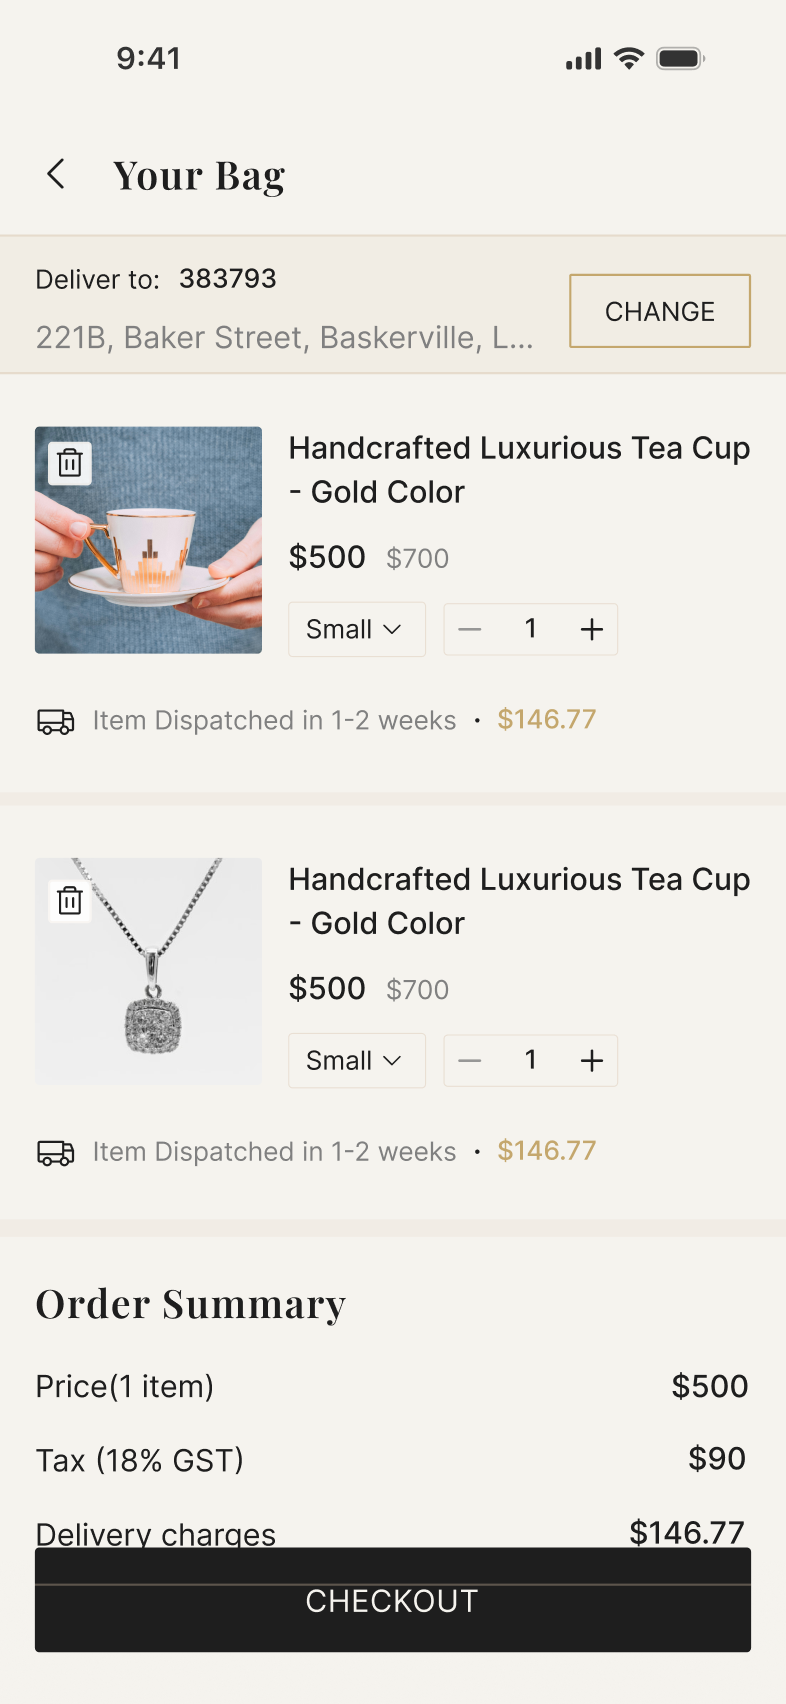 9:41
Your Bag
Deliver to: 383793
221B, Baker Street, Baskerville, L...
CHANGE
Handcrafted Luxurious Tea Cup
- Gold Color
$500 $700
Small 1
Item Dispatched in 1-2 weeks • $146.77
Handcrafted Luxurious Tea Cup
- Gold Color
$500 $700
Small 1
Item Dispatched in 1-2 weeks • $146.77
Order Summary
Price(1 item) $500
Tax (18% GST) $90
Delivery charges $146.77
CHECKOUT